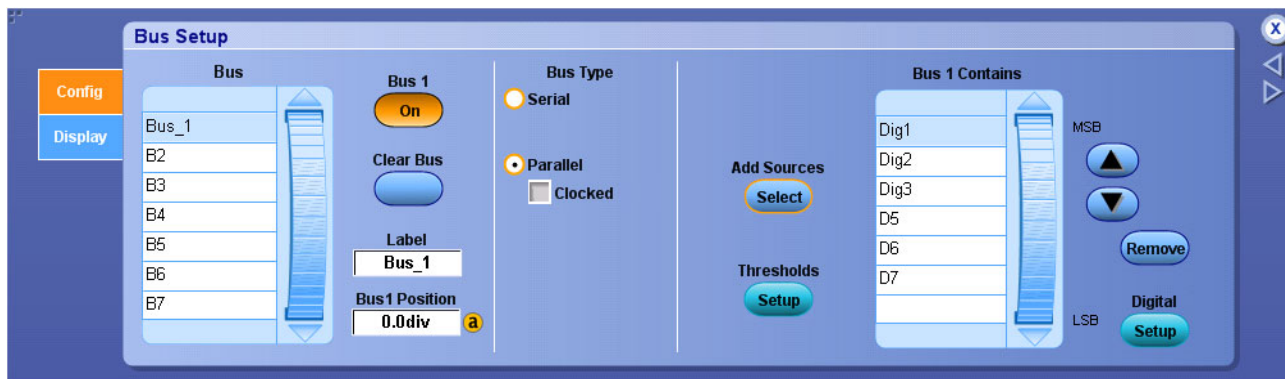 Bus Setup
Config
Display
Bus
Bus_1
B2
B3
B4
B5
B6
B7
Bus 1
On
Clear Bus
Label
Bus_1
Bus1 Position
0.0div
a
Bus Type
Serial
Parallel
Clocked
Add Sources
Select
Thresholds
Setup
Bus 1 Contains
Dig1
Dig2
Dig3
D5
D6
D7
MSB
Remove
LSB
Digital
Setup
X